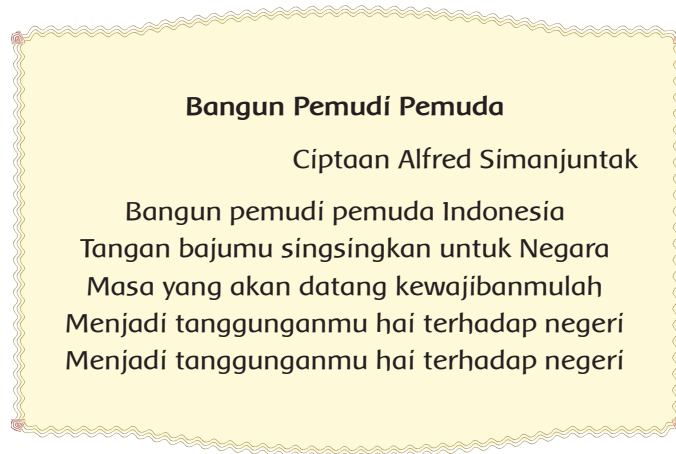 Bangun Pemudi Pemuda
Ciptaan Alfred Simanjuntak
Bangun pemudi pemuda Indonesia
Tangan bajumu singsingkan untuk Negara
Masa yang akan datang kewajibanmulah
Menjadi tanggunganmu hai terhadap negeri
Menjadi tanggunganmu hai terhadap negeri